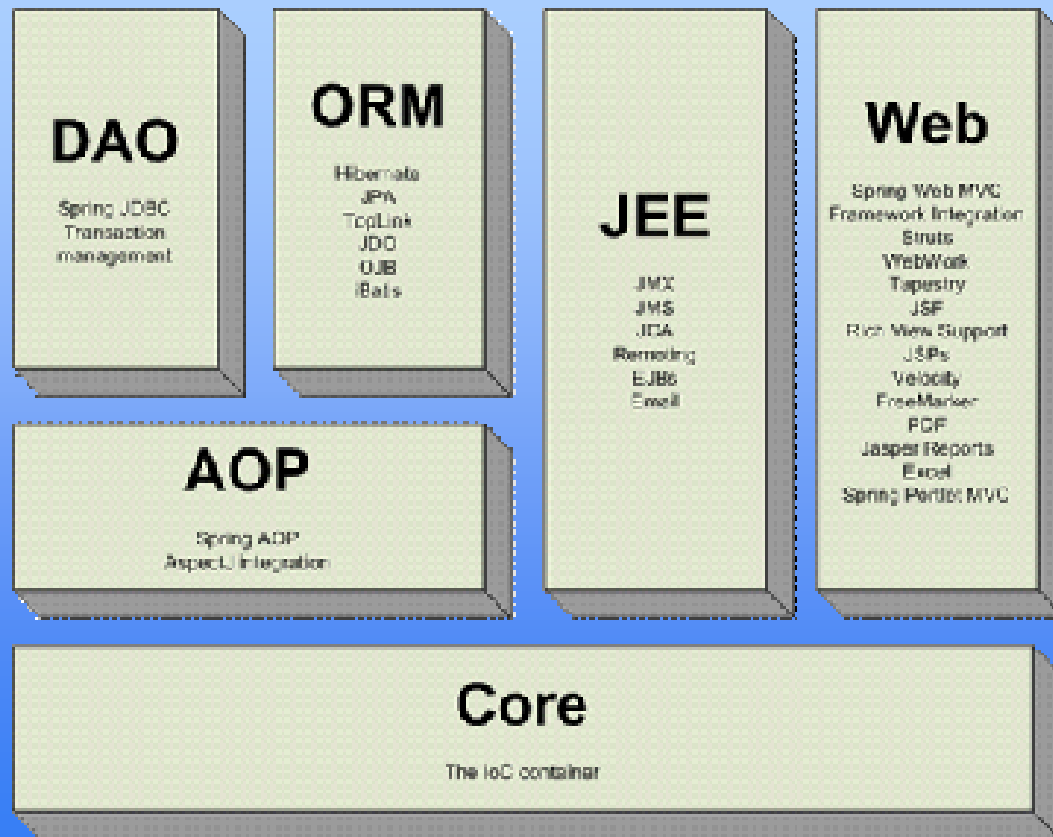 DAO
Spring JDBC
Transaction
management
ORM
Hibernate
JPA
TopLink
JDO
OJB
iBatis
JEE
JMX
JMS
JCA
Remoting
EJBs
Email
Web
Spring Web MVC
Framework Integration
Struts
WebWork
Tapestry
JSF
Rich View Support
JSPs
Velocity
FreeMarker
PDF
Jasper Reports
Excel
Spring Portlet MVC
AOP
Spring AOP
AspectJ integration
Core
The IoC container